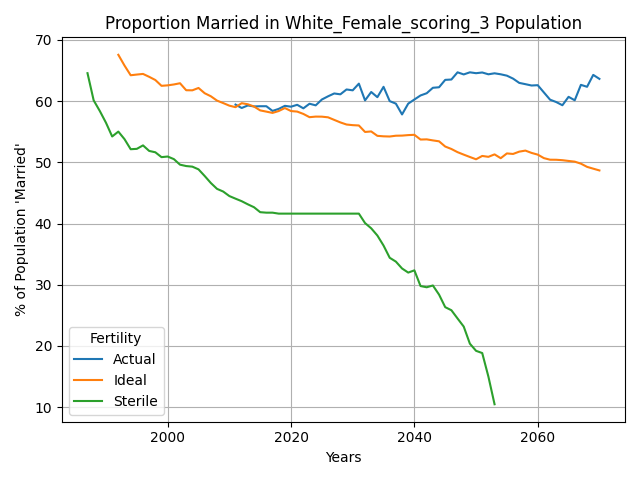 Proportion Married in White_Female_scoring_3 Population
% of Population 'Married'
70
60
50
40
30
20
10
Fertility
Actual
Ideal
Sterile
2000
2020
2040
2060
Years